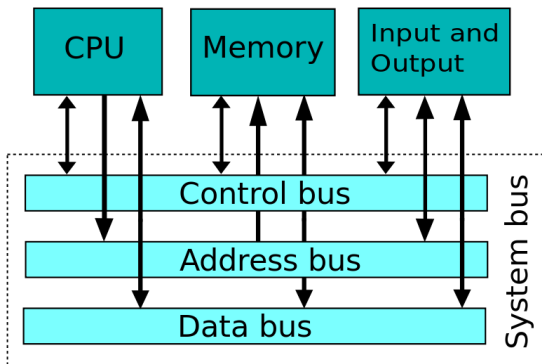 CPU
Memory
Input and
Output
Control bus
Address bus
Data bus
System bus